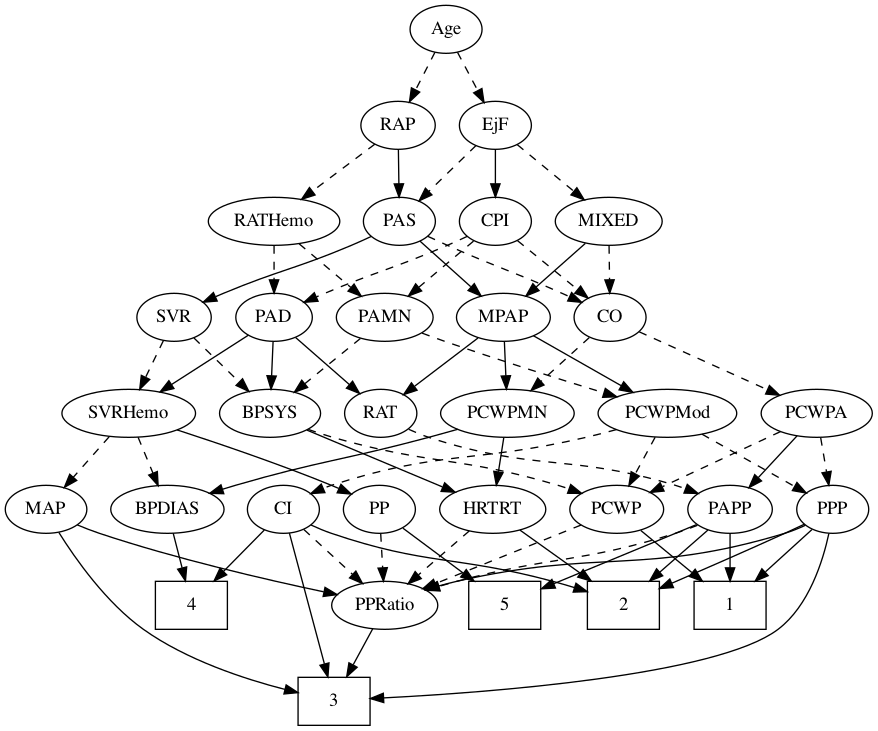 Age
RAP
EjF
RATHemo
PAS
CPI
MIXED
SVR
PAD
PAMN
MPAP
CO
SVRHemo
BPSYS
RAT
PCWPMN
PCWPMod
PCWPA
MAP
BPDIAS
CI
PP
HRTRT
PCWP
PAPP
PPP
4
PPRatio
5
2
1
3